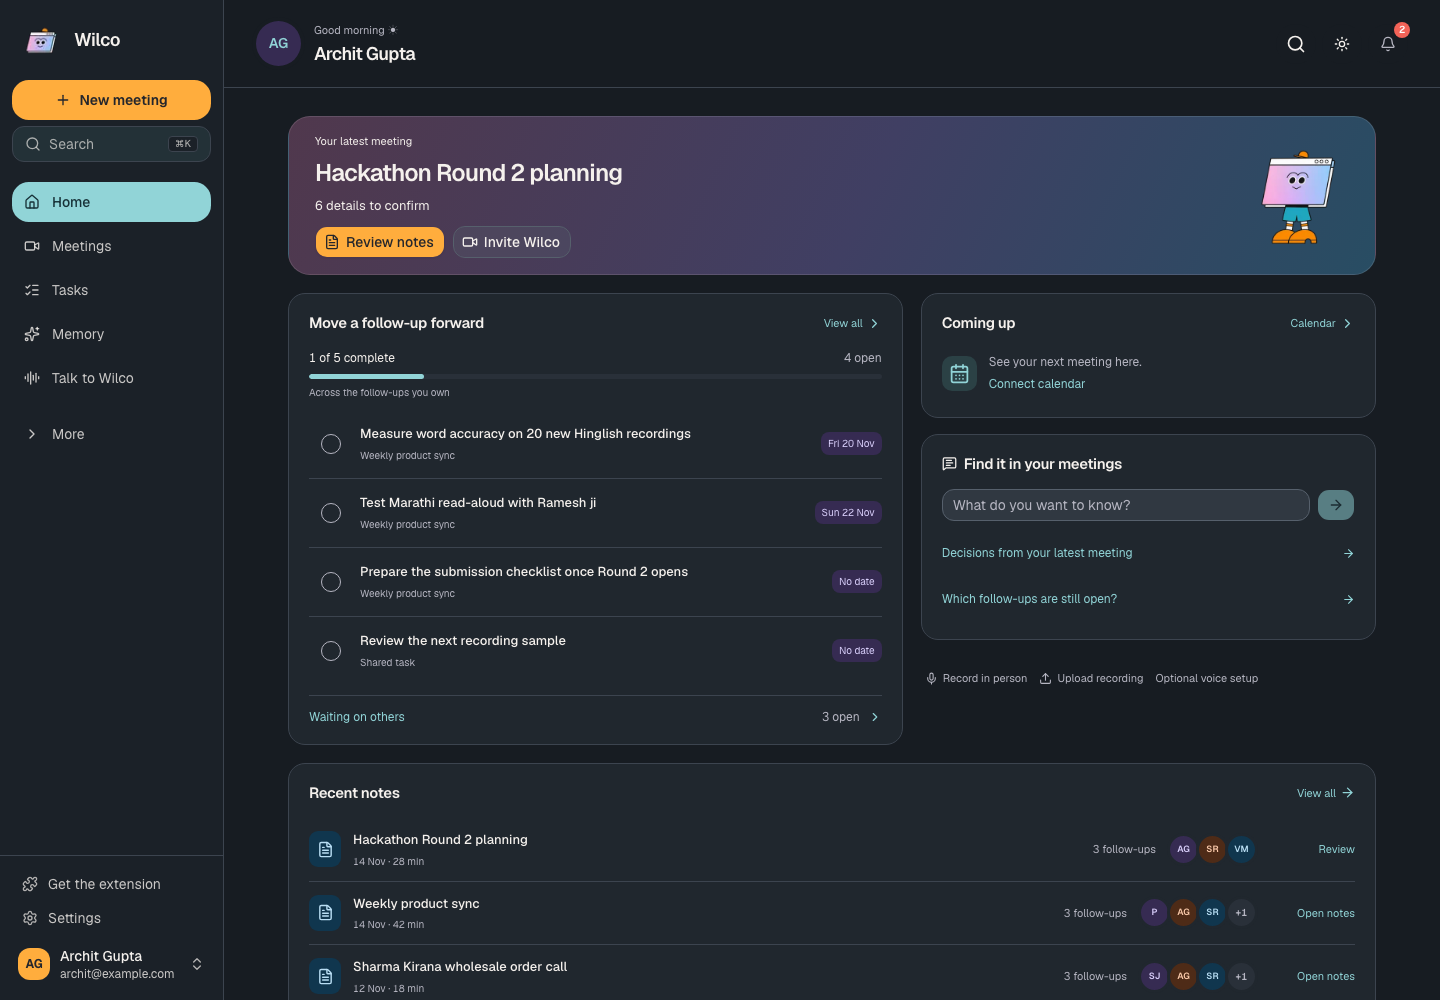 Wilco
New meeting
Search ⌘K
Home
Meetings
Tasks
Memory
Talk to Wilco
More
Get the extension
Settings
AG
Archit Gupta
archit@example.com
AG
Good morning
Archit Gupta
2
Your latest meeting
Hackathon Round 2 planning
6 details to confirm
Review notes
Invite Wilco
Move a follow-up forward
View all
1 of 5 complete
4 open
Across the follow-ups you own
Measure word accuracy on 20 new Hinglish recordings
Weekly product sync
Fri 20 Nov
Test Marathi read-aloud with Ramesh ji
Weekly product sync
Sun 22 Nov
Prepare the submission checklist once Round 2 opens
Weekly product sync
No date
Review the next recording sample
Shared task
No date
Waiting on others
3 open
Coming up
Calendar
See your next meeting here.
Connect calendar
Find it in your meetings
What do you want to know?
Decisions from your latest meeting
Which follow-ups are still open?
Record in person
Upload recording
Optional voice setup
Recent notes
View all
Hackathon Round 2 planning
14 Nov · 28 min
3 follow-ups
AG SR VM
Review
Weekly product sync
14 Nov · 42 min
3 follow-ups
P AG SR +1
Open notes
Sharma Kirana wholesale order call
12 Nov · 18 min
3 follow-ups
SJ AG SR +1
Open notes